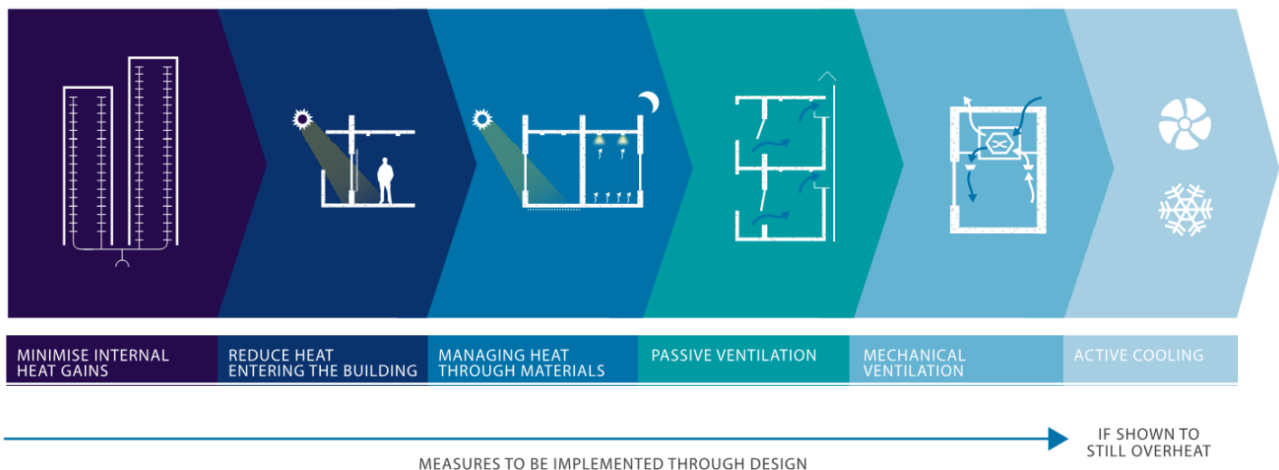 MINIMISE INTERNAL
HEAT GAINS
REDUCE HEAT
ENTERING THE BUILDING
MANAGING HEAT
THROUGH MATERIALS
PASSIVE VENTILATION
MECHANICAL
VENTILATION
ACTIVE COOLING
MEASURES TO BE IMPLEMENTED THROUGH DESIGN
IF SHOWN TO
STILL OVERHEAT